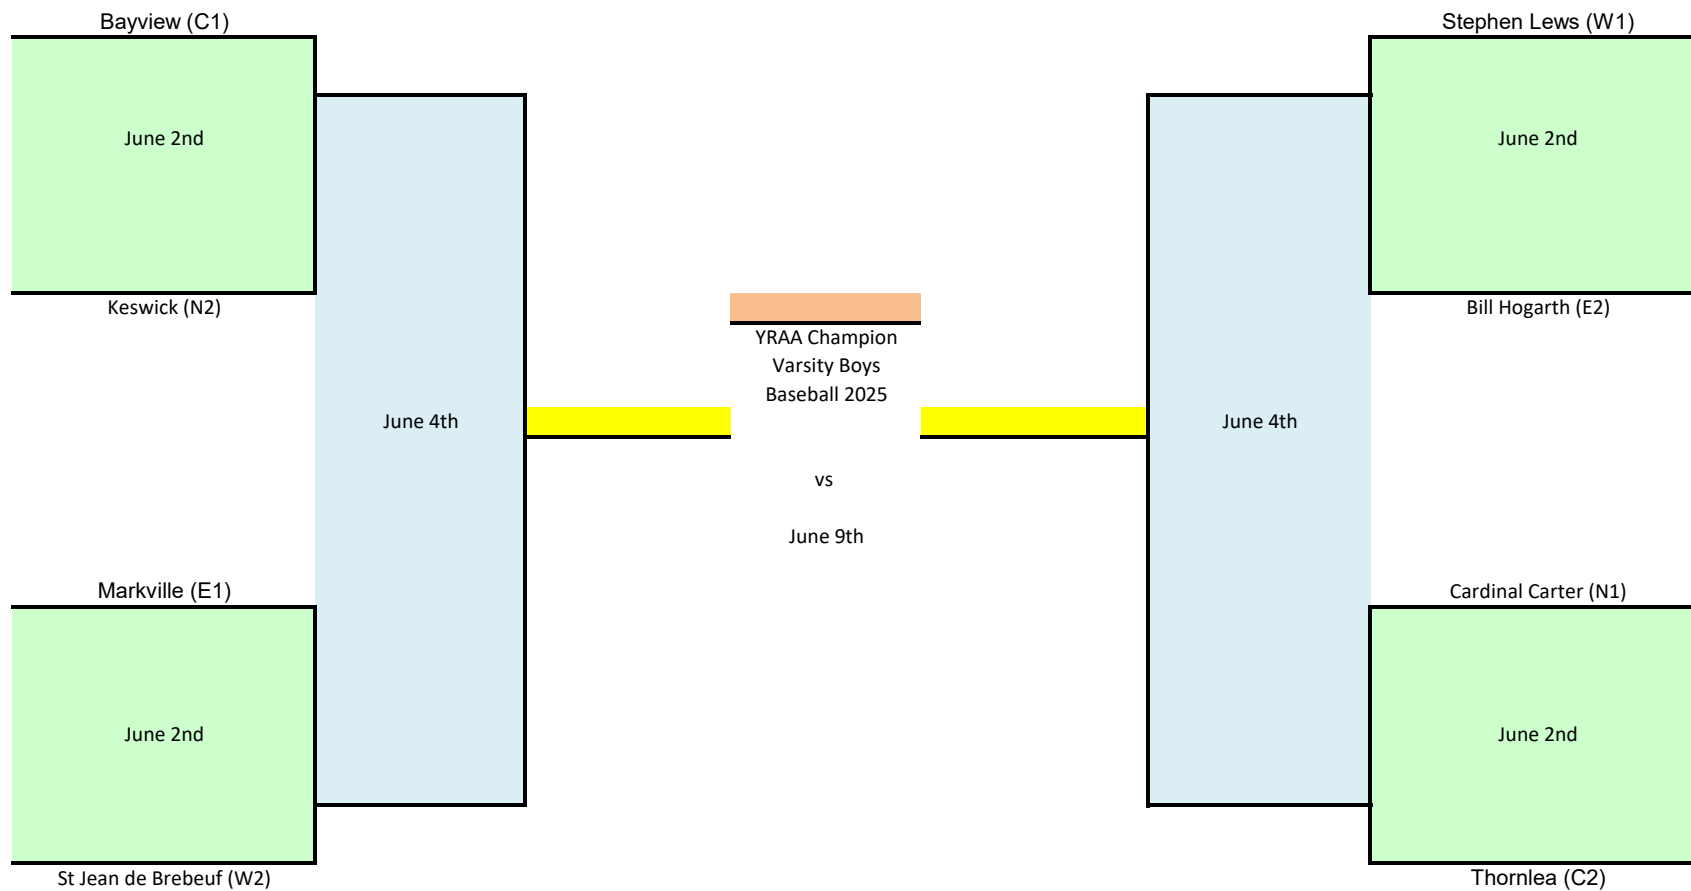 Bayview (C1)
Stephen Lews (W1)
June 2nd
June 2nd
Keswick (N2)
Bill Hogarth (E2)
YRAA Champion
Varsity Boys
Baseball 2025
June 4th
June 4th
vs
June 9th
Markville (E1)
Cardinal Carter (N1)
June 2nd
June 2nd
St Jean de Brebeuf (W2)
Thornlea (C2)